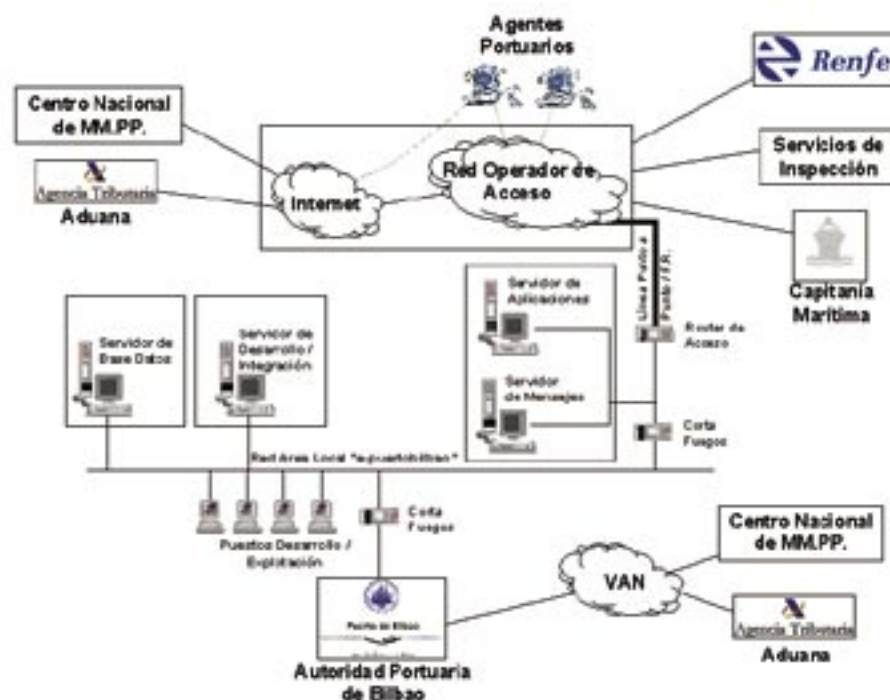 Agentes
Portuarios
Renfe
Centro Nacional
de MM.PP.
Agencia Tributaria
Aduana
Internet
Red Operador de
Acceso
Servicios de
Inspección
Capitanía
Marítima
Línea Punto a
Punto / F.R.
Router de
Acceso
Servidor de
Aplicaciones
Servidor
de Mensajes
Servidor de
Base Datos
Servidor de
Desarrollo /
Integración
Corta
Fuegos
Red Area Local "e-puertobilbao"
Puestos Desarrollo /
Explotación
Corta
Fuegos
Puerto de Bilbao
Autoridad Portuaria
de Bilbao
VAN
Centro Nacional
de MM.PP.
Agencia Tributaria
Aduana